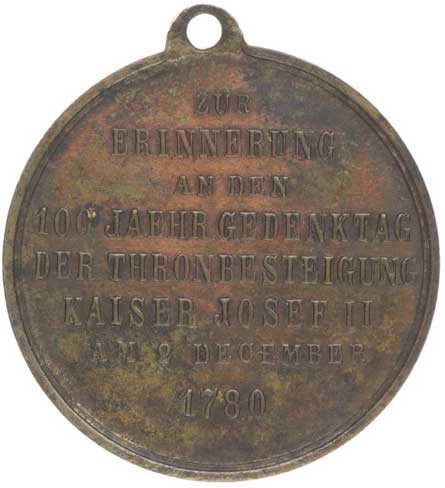 ZUR
ERINNERUNG
AN DEN
100 JAEHR. GEDENKTAG
DER THRONBESTEIGUNG
KAISER JOSEF II
AM 2 DECEMBER
1780